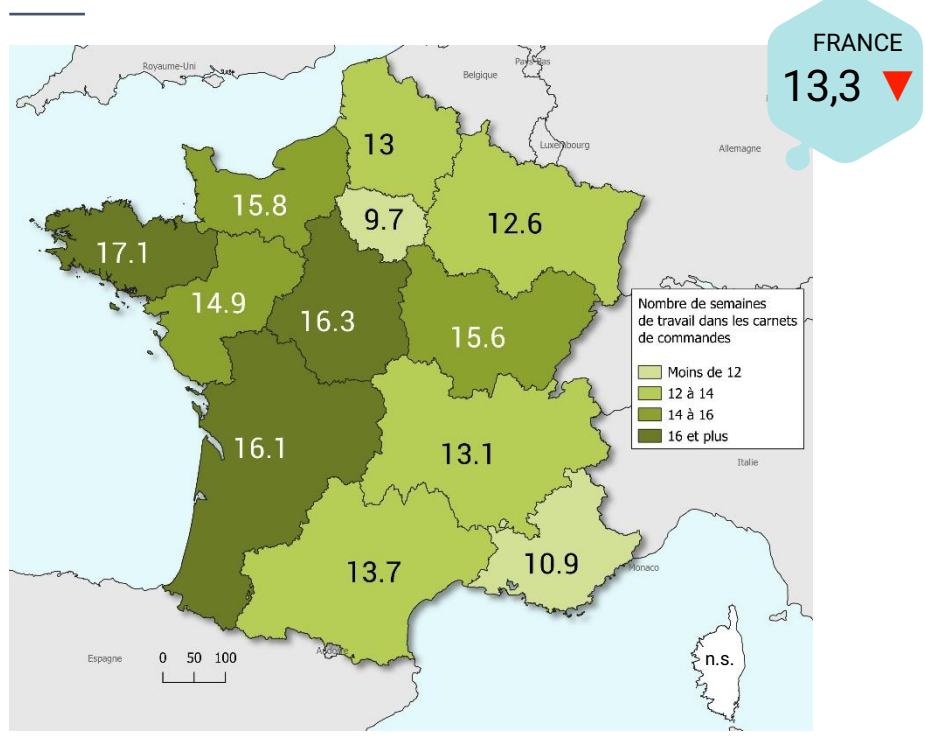 FRANCE
13,3
Royaume-Uni
Belgique
Pays-Bas
Luxembourg
Allemagne
13
15.8
9.7
12.6
17.1
14.9
16.3
15.6
Nombre de semaines
de travail dans les carnets
de commandes
Moins de 12
12 à 14
14 à 16
16 et plus
16.1
13.1
Italie
13.7
10.9
Monaco
Espagne
0 50 100
Andorre
n.s.